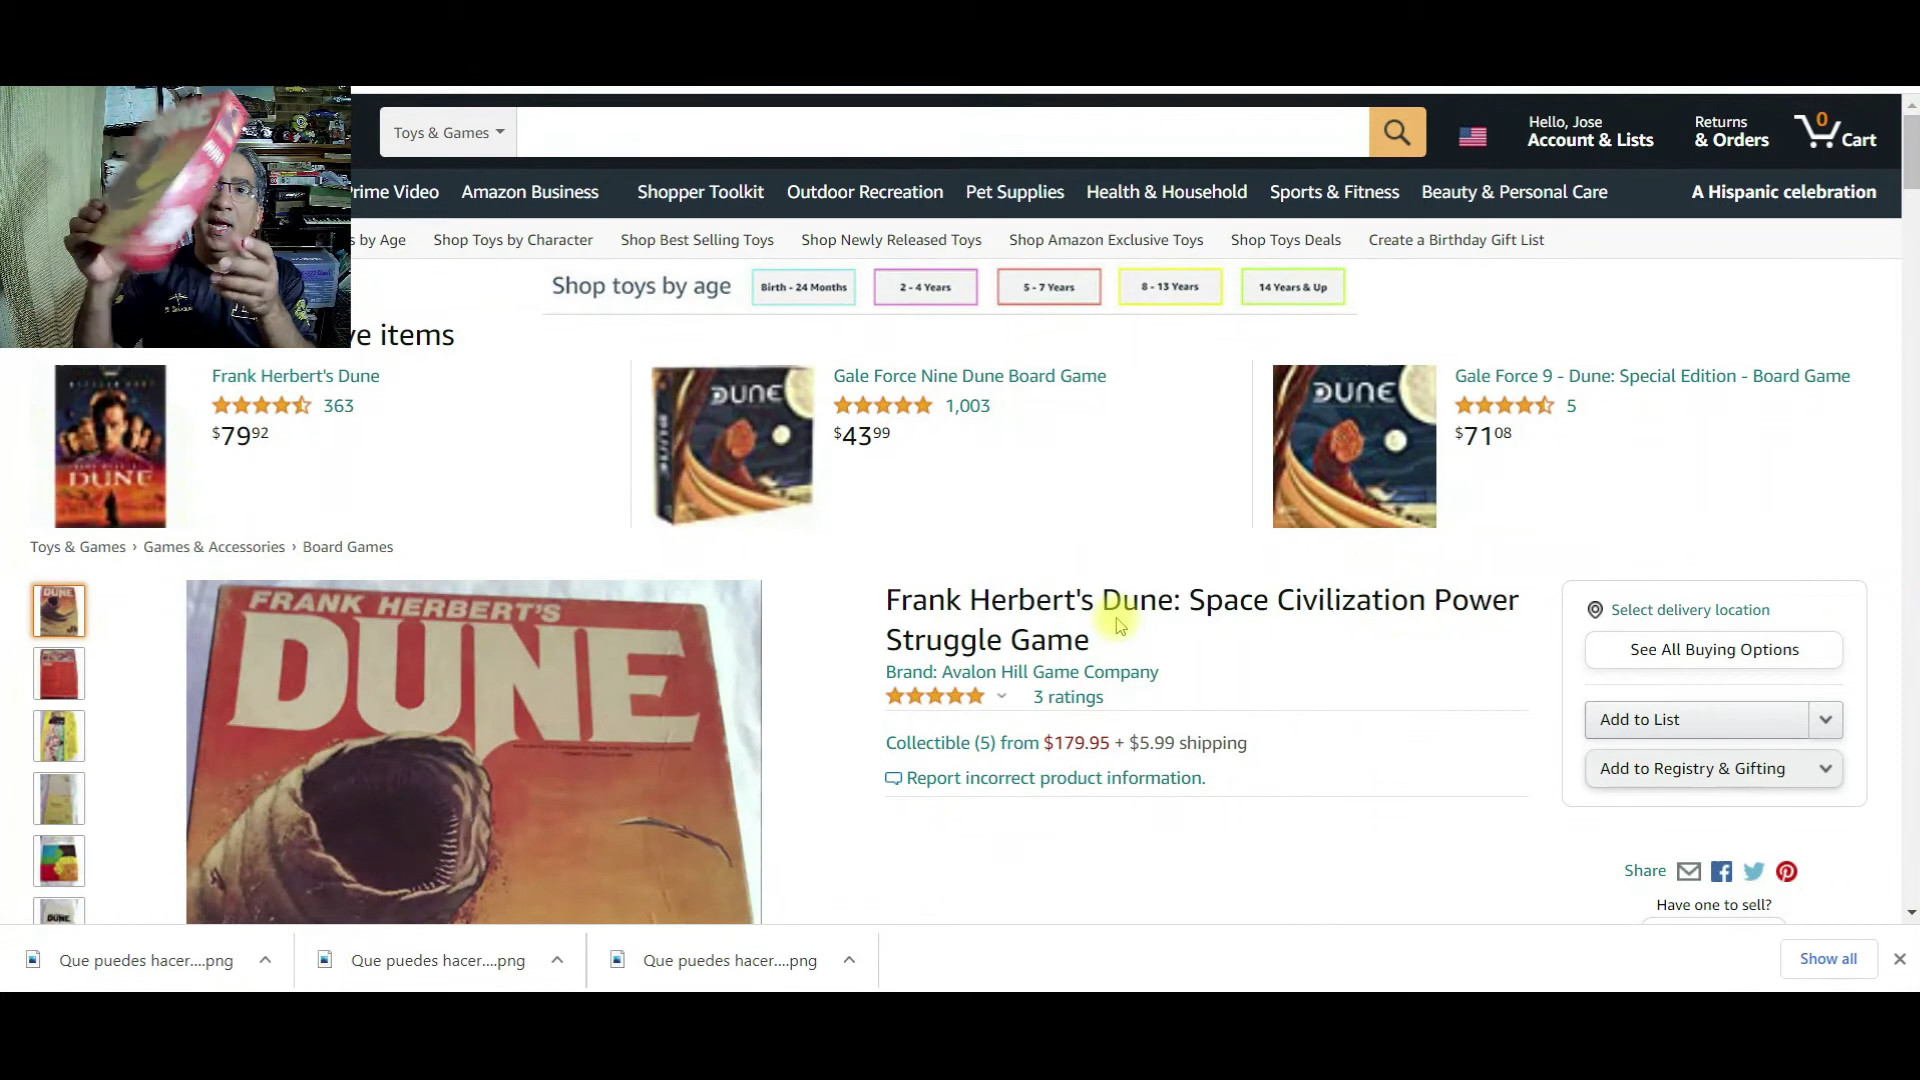 Toys & Games
Hello, Jose
Account & Lists
Returns
& Orders
0
Cart
Prime Video
Amazon Business
Shopper Toolkit
Outdoor Recreation
Pet Supplies
Health & Household
Sports & Fitness
Beauty & Personal Care
A Hispanic celebration
s by Age
Shop Toys by Character
Shop Best Selling Toys
Shop Newly Released Toys
Shop Amazon Exclusive Toys
Shop Toys Deals
Create a Birthday Gift List
Shop toys by age
Birth - 24 Months
2 - 4 Years
5 - 7 Years
8 - 13 Years
14 Years & Up
ve items
DUNE
Frank Herbert's Dune
363
$7992
DUNE
Gale Force Nine Dune Board Game
1,003
$4399
DUNE
Gale Force 9 - Dune: Special Edition - Board Game
5
$7108
Toys & Games › Games & Accessories › Board Games
DUNE
DUNE
FRANK HERBERT'S
DUNE
Frank Herbert's Dune: Space Civilization Power
Struggle Game
Brand: Avalon Hill Game Company
3 ratings
Collectible (5) from $179.95 + $5.99 shipping
Report incorrect product information.
Select delivery location
See All Buying Options
Add to List
Add to Registry & Gifting
Share
Have one to sell?
Que puedes hacer....png
Que puedes hacer....png
Que puedes hacer....png
Show all